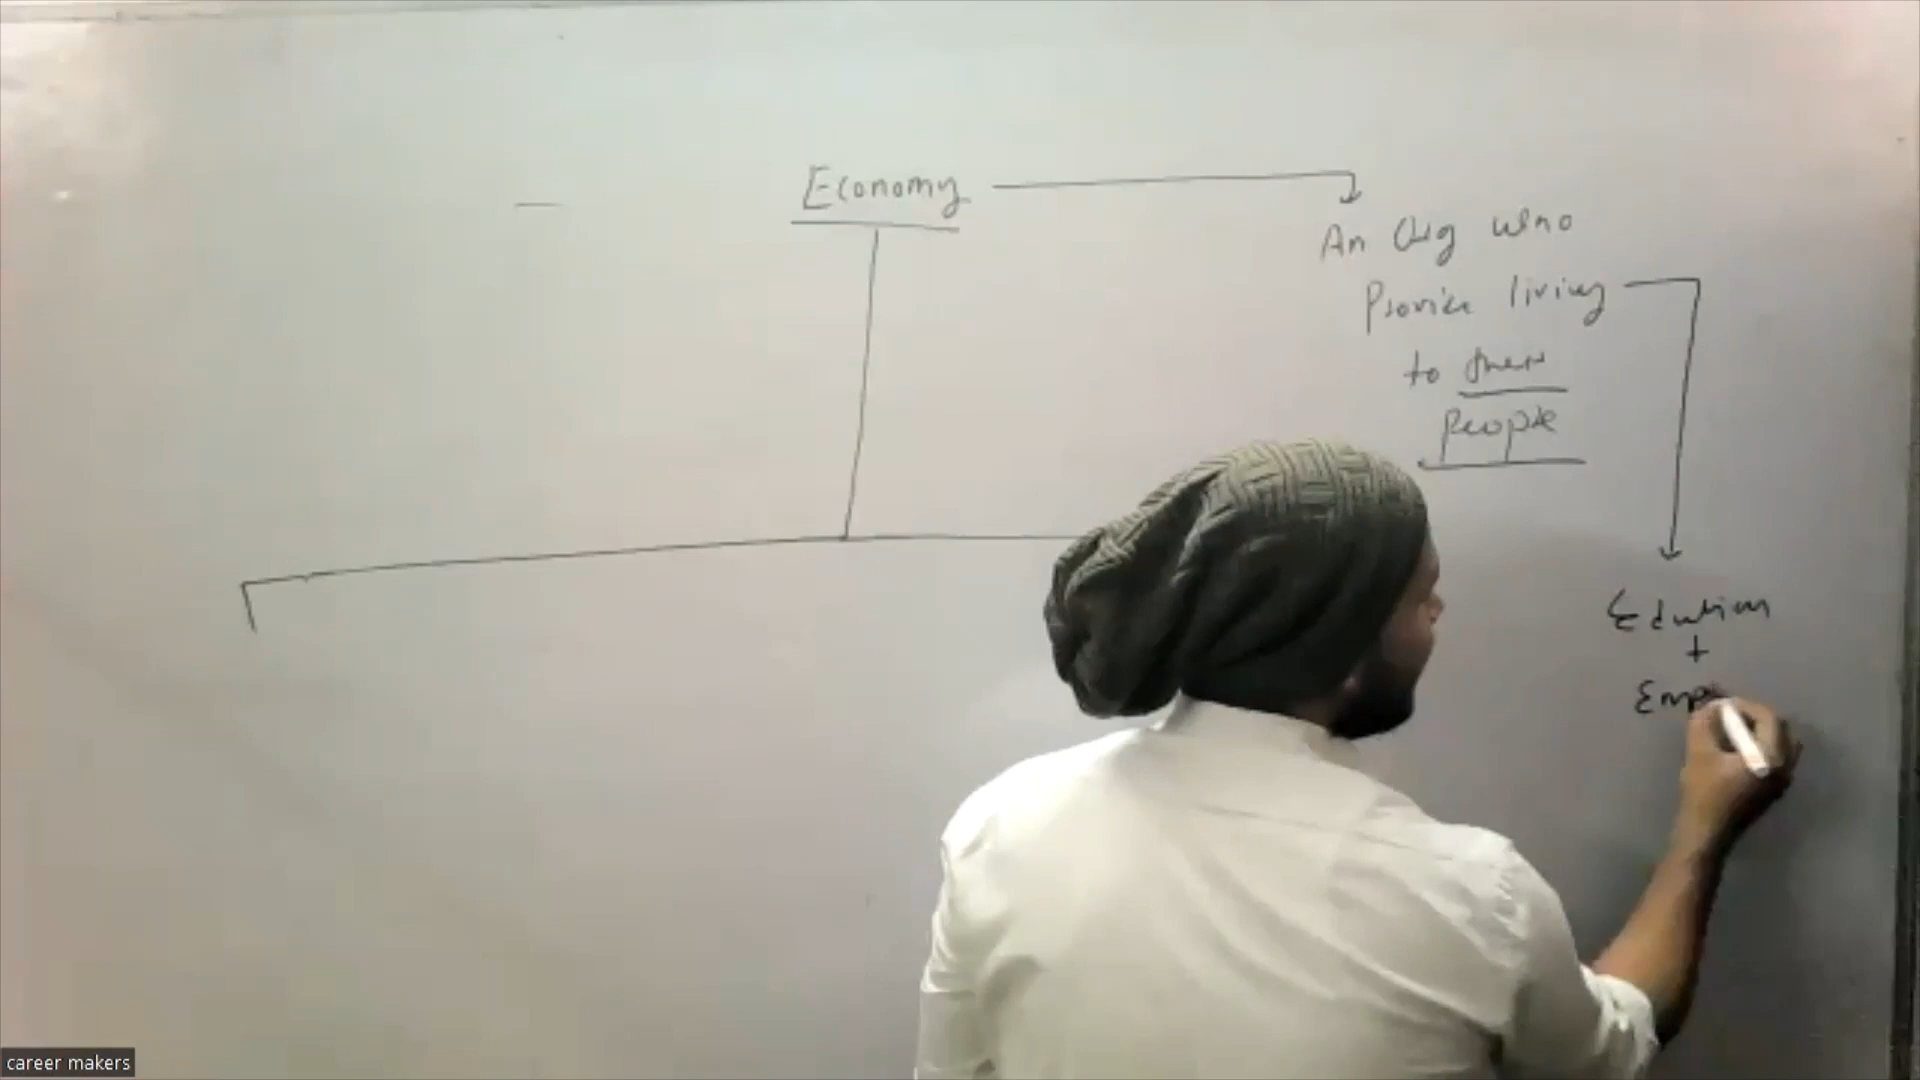 Economy
An Org who
Provide living
to their
People
Education
+
Emp
career makers